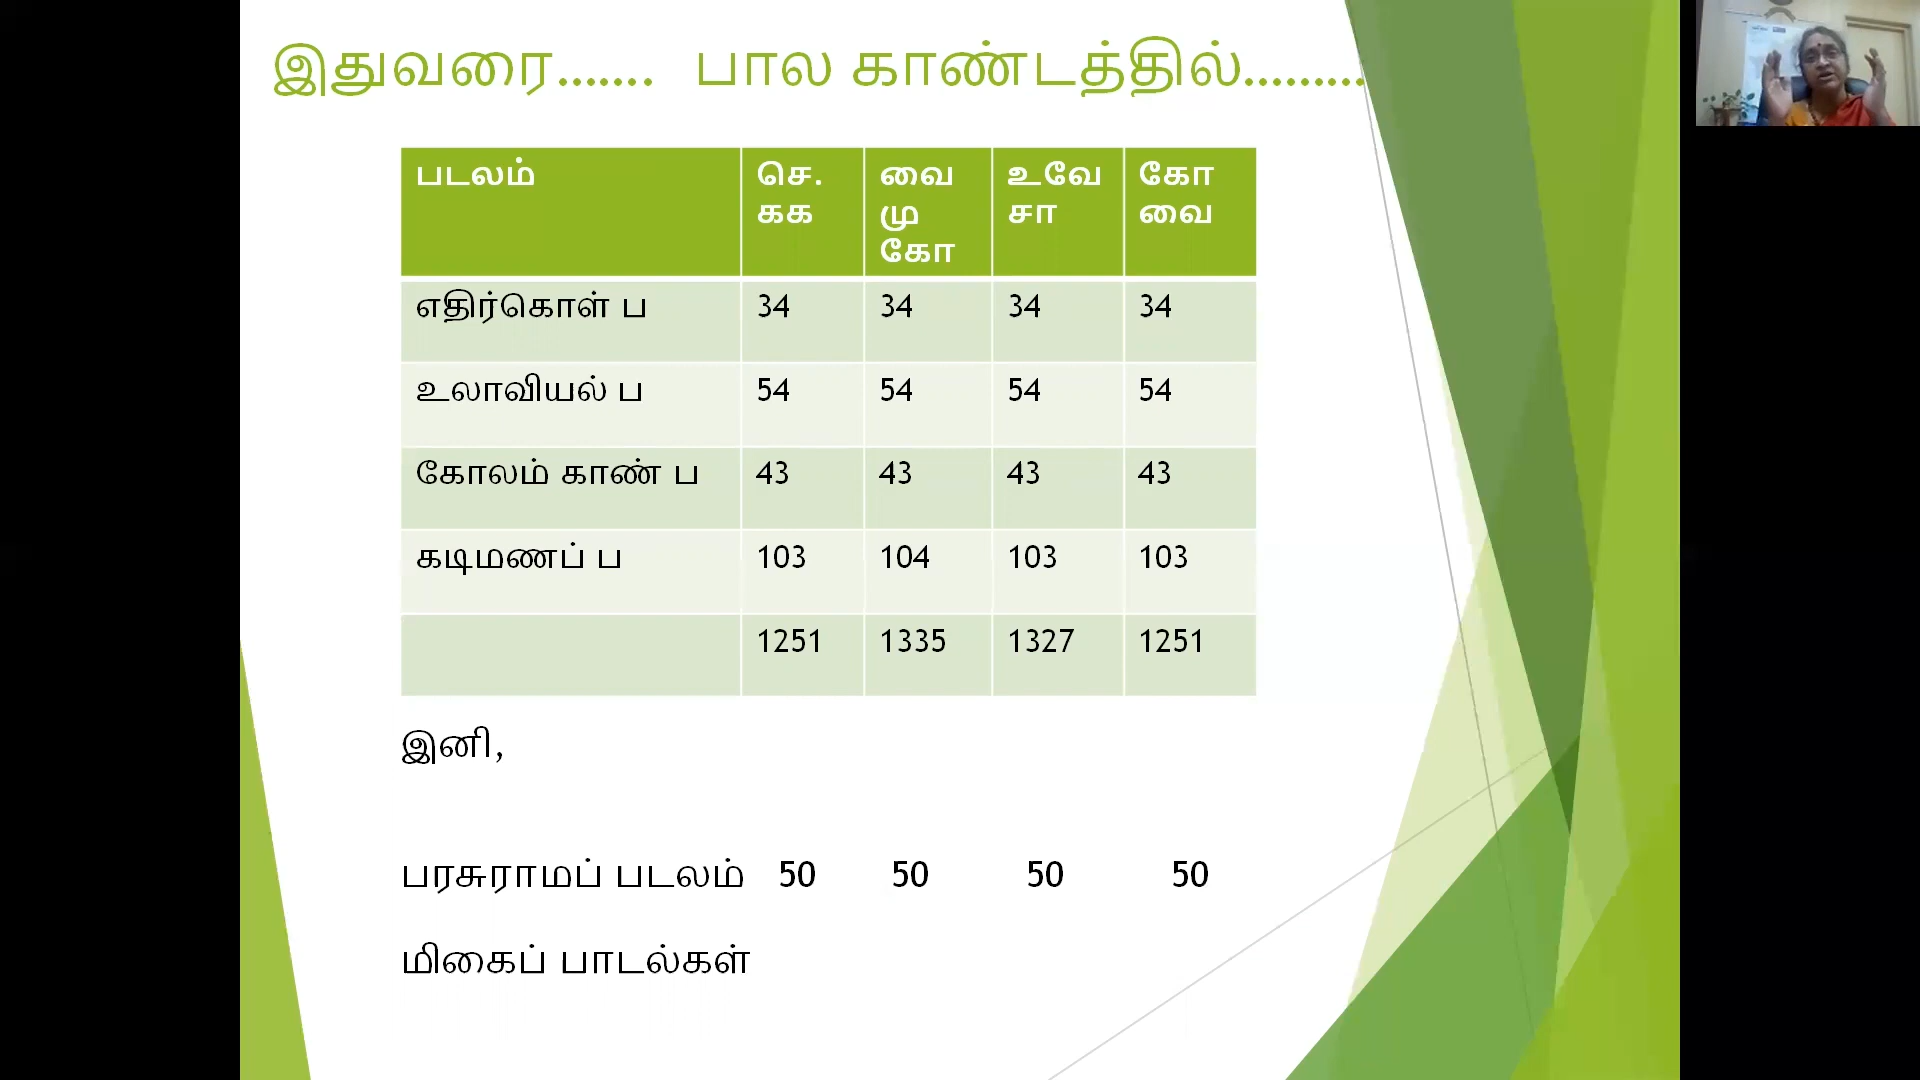 இதுவரை....... பால காண்டத்தில்.........
படலம் செ. கக வை மு கோ உவே சா கோ வை
எதிர்கொள் ப 34 34 34 34
உலாவியல் ப 54 54 54 54
கோலம் காண் ப 43 43 43 43
கடிமணப் ப 103 104 103 103
1251 1335 1327 1251
இனி,
பரசுராமப் படலம் 50 50 50 50
மிகைப் பாடல்கள்